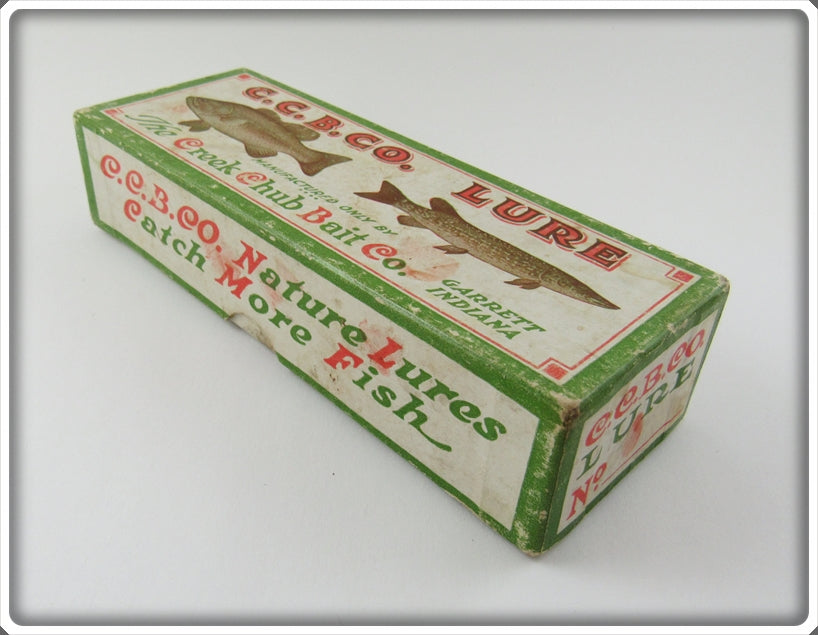 C.C.B.CO. LURE
The Creek Chub Bait Co.
MANUFACTURED ONLY BY
GARRETT
INDIANA
C.C.B.CO. Nature Lures
Catch More Fish
C.C.B.CO.
LURE
No.